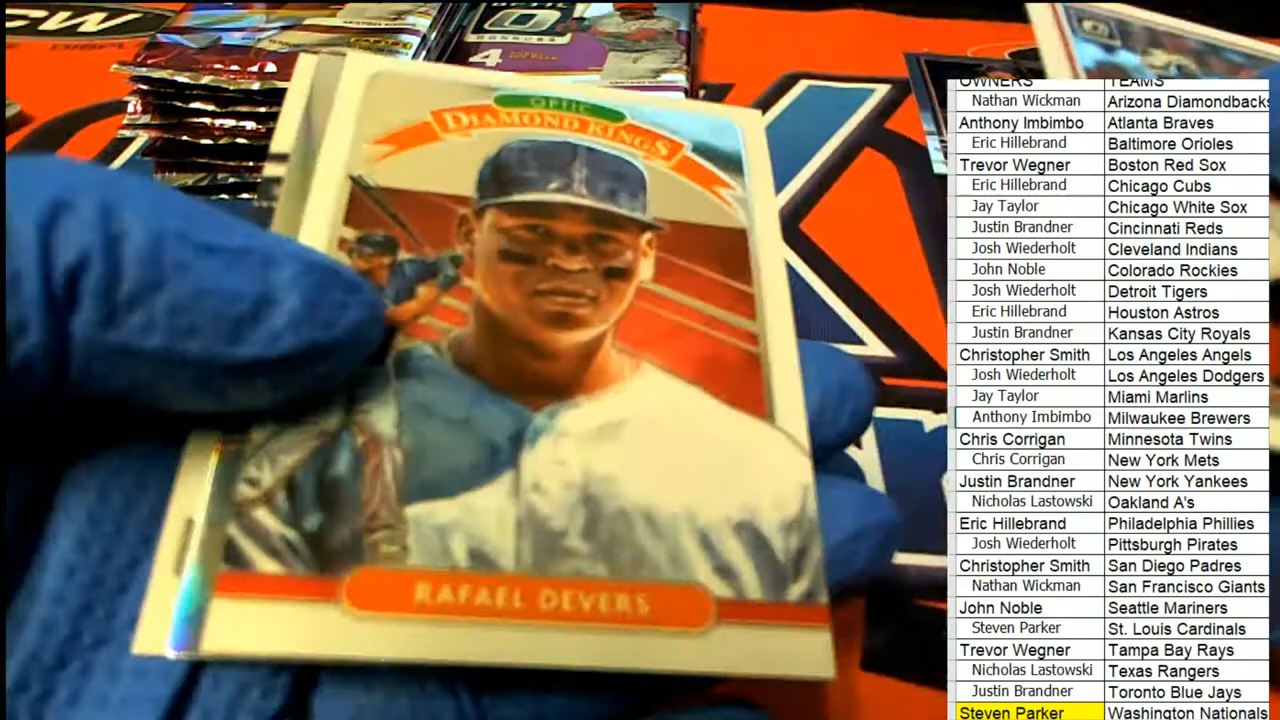 CW
DISPL
OPTIC
DONRUSS
4
OPTIC
DIAMOND KINGS
RAFAEL DEVERS
OWNERS TEAMS
Nathan Wickman Arizona Diamondbacks
Anthony Imbimbo Atlanta Braves
Eric Hillebrand Baltimore Orioles
Trevor Wegner Boston Red Sox
Eric Hillebrand Chicago Cubs
Jay Taylor Chicago White Sox
Justin Brandner Cincinnati Reds
Josh Wiederholt Cleveland Indians
John Noble Colorado Rockies
Josh Wiederholt Detroit Tigers
Eric Hillebrand Houston Astros
Justin Brandner Kansas City Royals
Christopher Smith Los Angeles Angels
Josh Wiederholt Los Angeles Dodgers
Jay Taylor Miami Marlins
Anthony Imbimbo Milwaukee Brewers
Chris Corrigan Minnesota Twins
Chris Corrigan New York Mets
Justin Brandner New York Yankees
Nicholas Lastowski Oakland A's
Eric Hillebrand Philadelphia Phillies
Josh Wiederholt Pittsburgh Pirates
Christopher Smith San Diego Padres
Nathan Wickman San Francisco Giants
John Noble Seattle Mariners
Steven Parker St. Louis Cardinals
Trevor Wegner Tampa Bay Rays
Nicholas Lastowski Texas Rangers
Justin Brandner Toronto Blue Jays
Steven Parker Washington Nationals